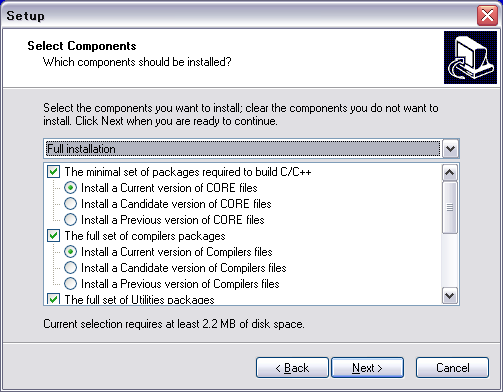 Setup
Select Components
Which components should be installed?
Select the components you want to install; clear the components you do not want to
install. Click Next when you are ready to continue.
Full installation
The minimal set of packages required to build C/C++
Install a Current version of CORE files
Install a Candidate version of CORE files
Install a Previous version of CORE files
The full set of compilers packages
Install a Current version of Compilers files
Install a Candidate version of Compilers files
Install a Previous version of Compilers files
The full set of Utilities packages
Current selection requires at least 2.2 MB of disk space.
< Back Next > Cancel